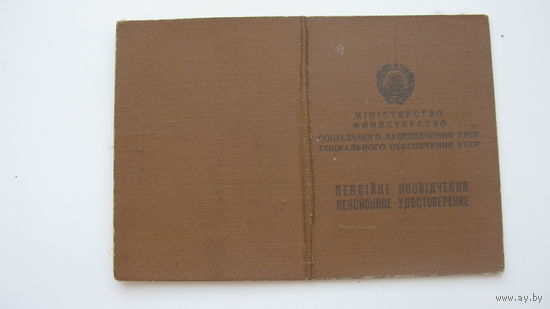 МІНІСТЕРСТВО
МИНИСТЕРСТВО
СОЦІАЛЬНОГО ЗАБЕЗПЕЧЕННЯ УРСР
СОЦИАЛЬНОГО ОБЕСПЕЧЕНИЯ УССР
ПЕНСІЙНЕ ПОСВІДЧЕННЯ
ПЕНСИОННОЕ УДОСТОВЕРЕНИЕ
www.ay.by